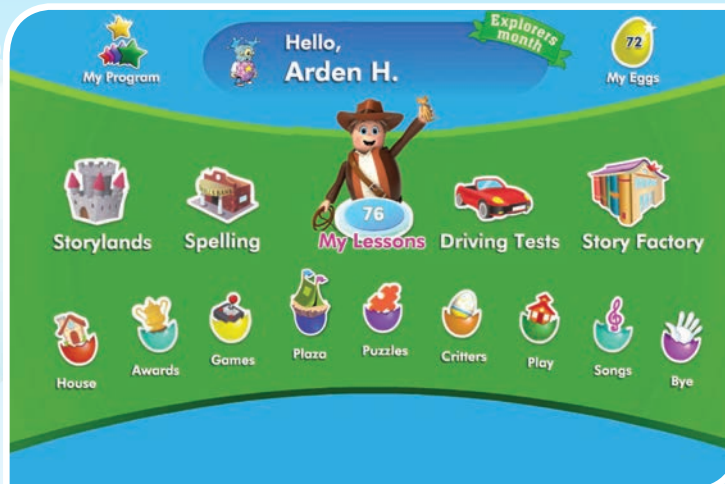 Explorers
month
Hello,
Arden H.
72
My Program
My Eggs
76
Storylands
Spelling
My Lessons
Driving Tests
Story Factory
House
Awards
Games
Plaza
Puzzles
Critters
Play
Songs
Bye